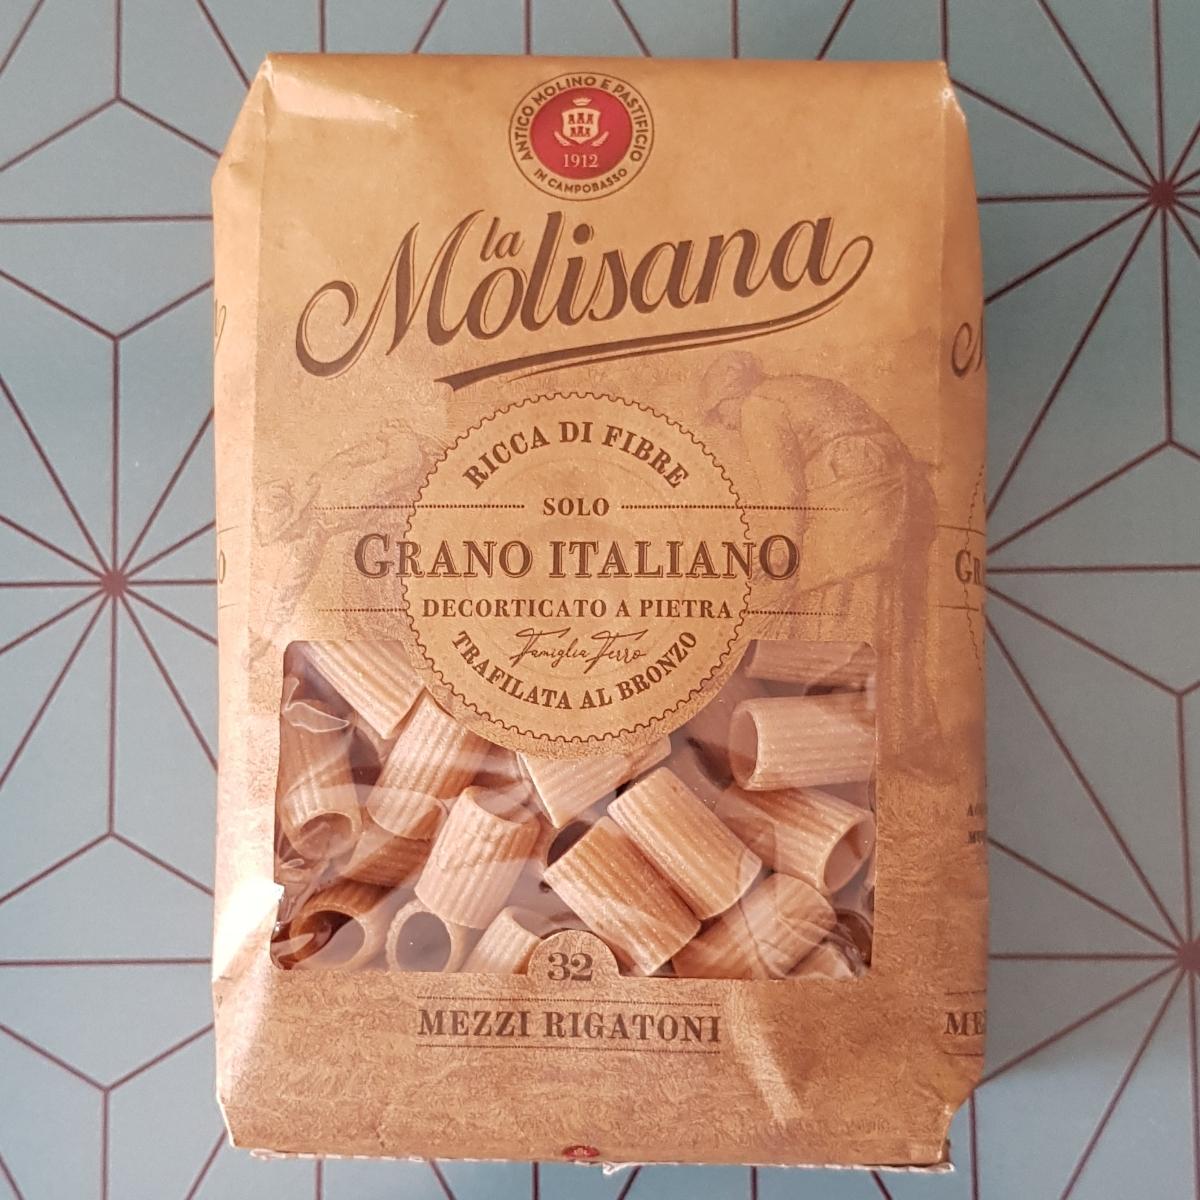 ANTICO MOLINO E PASTIFICIO
1912
IN CAMPOBASSO
la
Molisana
RICCA DI FIBRE
SOLO
GRANO ITALIANO
DECORTICATO A PIETRA
Famiglia Ferro
TRAFILATA AL BRONZO
32
MEZZI RIGATONI